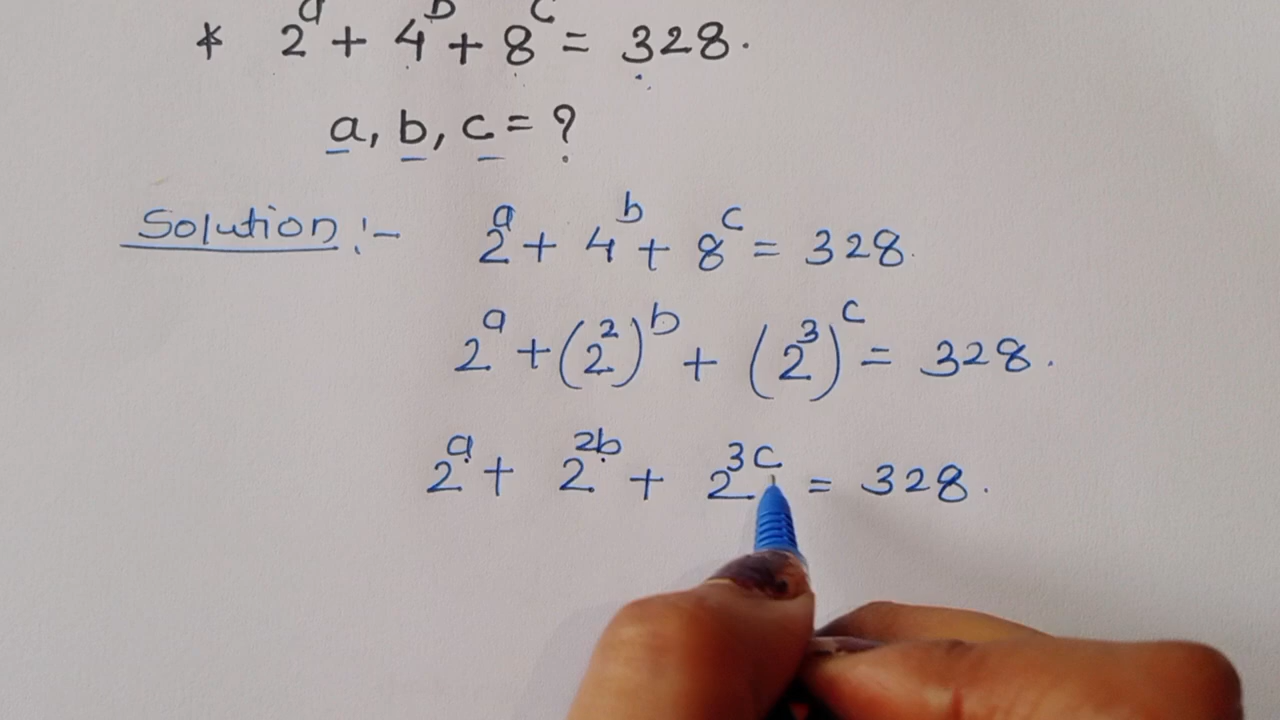 * 2^a + 4^b + 8^c = 328.
a, b, c = ?
Solution :- 2^a + 4^b + 8^c = 328.
2^a + (2^2)^b + (2^3)^c = 328.
2^a + 2^2b + 2^3c = 328.